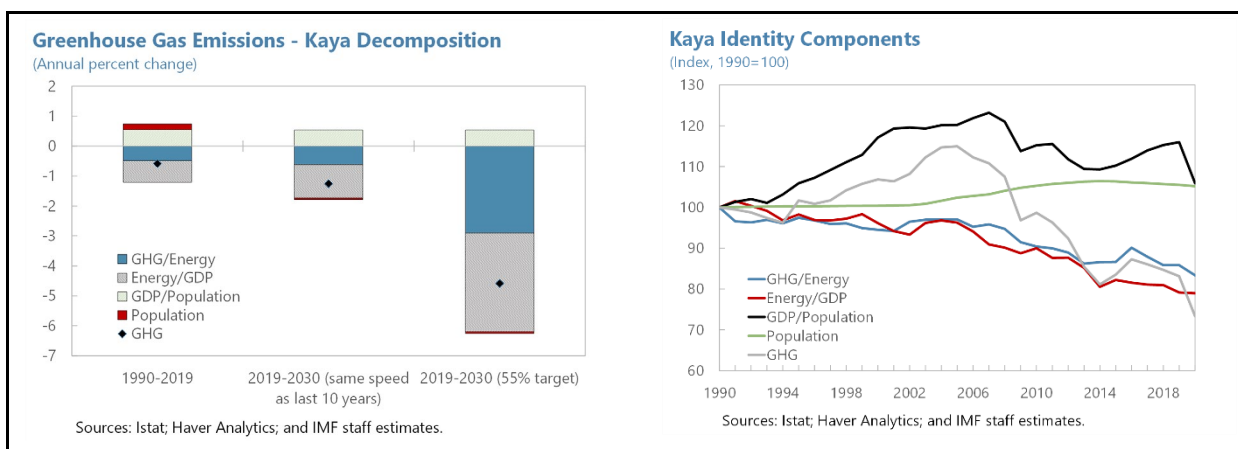 Greenhouse Gas Emissions - Kaya Decomposition
(Annual percent change)
2
1
0
-1
-2
-3
-4
-5
-6
-7
GHG/Energy
Energy/GDP
GDP/Population
Population
GHG
1990-2019
2019-2030 (same speed
as last 10 years)
2019-2030 (55% target)
Sources: Istat; Haver Analytics; and IMF staff estimates.
Kaya Identity Components
(Index, 1990=100)
130
120
110
100
90
80
70
60
GHG/Energy
Energy/GDP
GDP/Population
Population
GHG
1990 1994 1998 2002 2006 2010 2014 2018
Sources: Istat; Haver Analytics; and IMF staff estimates.